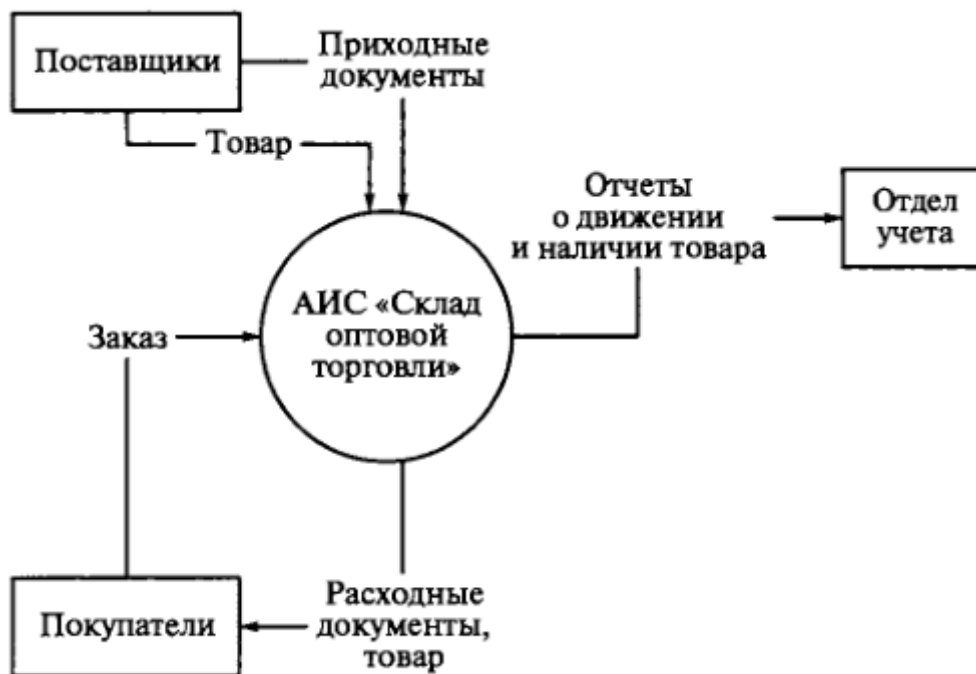 Поставщики
Приходные
документы
Товар
Отчеты
о движении
и наличии товара
Отдел
учета
АИС «Склад
оптовой
торговли»
Заказ
Покупатели
Расходные
документы,
товар